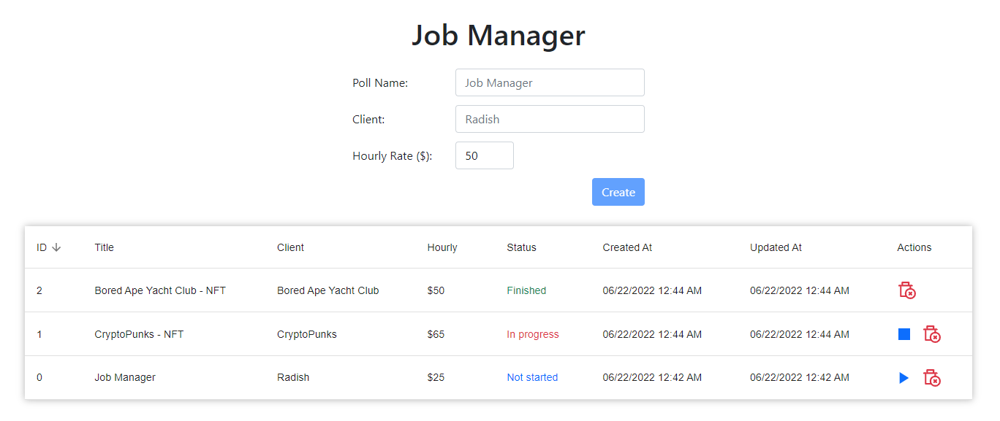 Job Manager
Poll Name: Job Manager
Client: Radish
Hourly Rate ($): 50
Create
ID Title Client Hourly Status Created At Updated At Actions
2 Bored Ape Yacht Club - NFT Bored Ape Yacht Club $50 Finished 06/22/2022 12:44 AM 06/22/2022 12:44 AM
1 CryptoPunks - NFT CryptoPunks $65 In progress 06/22/2022 12:44 AM 06/22/2022 12:44 AM
0 Job Manager Radish $25 Not started 06/22/2022 12:42 AM 06/22/2022 12:42 AM